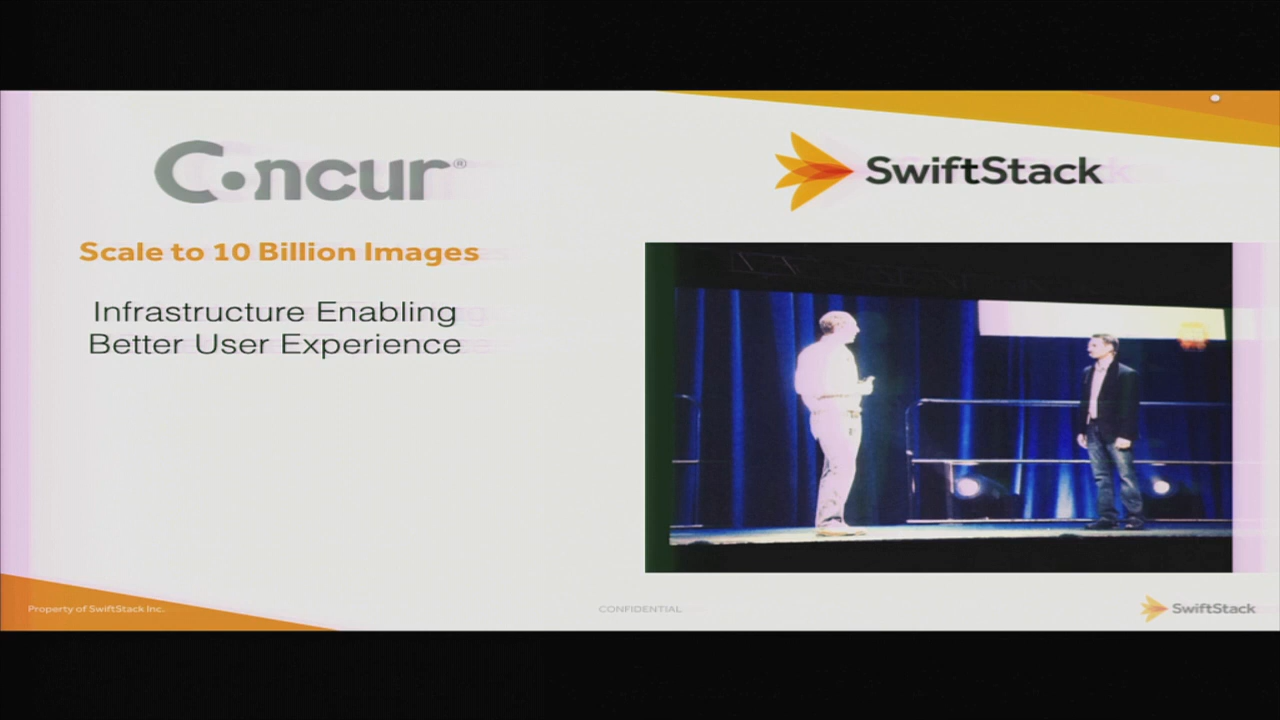 Concur®
SwiftStack
Scale to 10 Billion Images
Infrastructure Enabling
Better User Experience
Property of SwiftStack Inc.
CONFIDENTIAL
SwiftStack